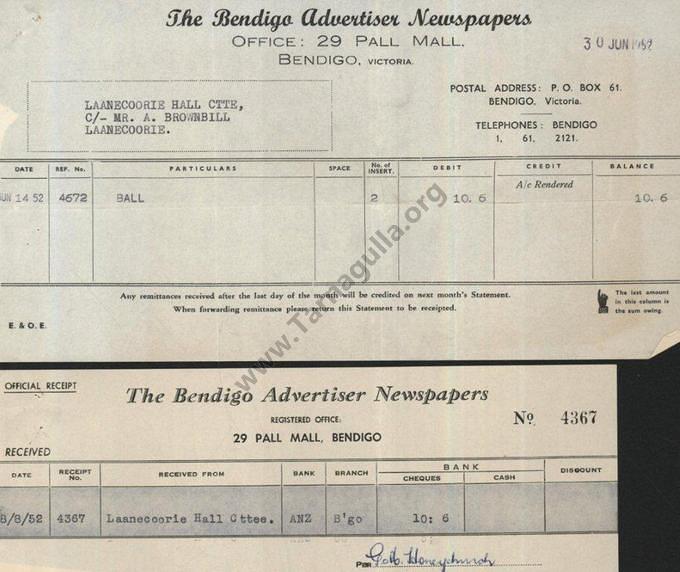 The Bendigo Advertiser Newspapers
OFFICE: 29 PALL MALL,
BENDIGO, VICTORIA.
30 JUN 1952
POSTAL ADDRESS: P. O. BOX 61.
BENDIGO, Victoria.
TELEPHONES: BENDIGO
1, 61, 2121.
LAANECOORIE HALL CTTE,
C/- MR. A. BROWNBILL
LAANECOORIE.
DATE REF. No. PARTICULARS SPACE No. of INSERT. DEBIT CREDIT BALANCE
A/c Rendered
JUN 14 52 4672 BALL 2 10. 6 10. 6
Any remittances received after the last day of the month will be credited on next month's Statement.
When forwarding remittance please return this Statement to be receipted.
The last amount
in this column is
the sum owing.
E. & O. E.
www.Tarnagulla.org
OFFICIAL RECEIPT
The Bendigo Advertiser Newspapers
REGISTERED OFFICE:
29 PALL MALL, BENDIGO
No. 4367
RECEIVED
DATE RECEIPT No. RECEIVED FROM BANK BRANCH BANK CHEQUES CASH DISCOUNT
8/8/52 4367 Laanecoorie Hall Cttee. ANZ B'go 10: 6
PER